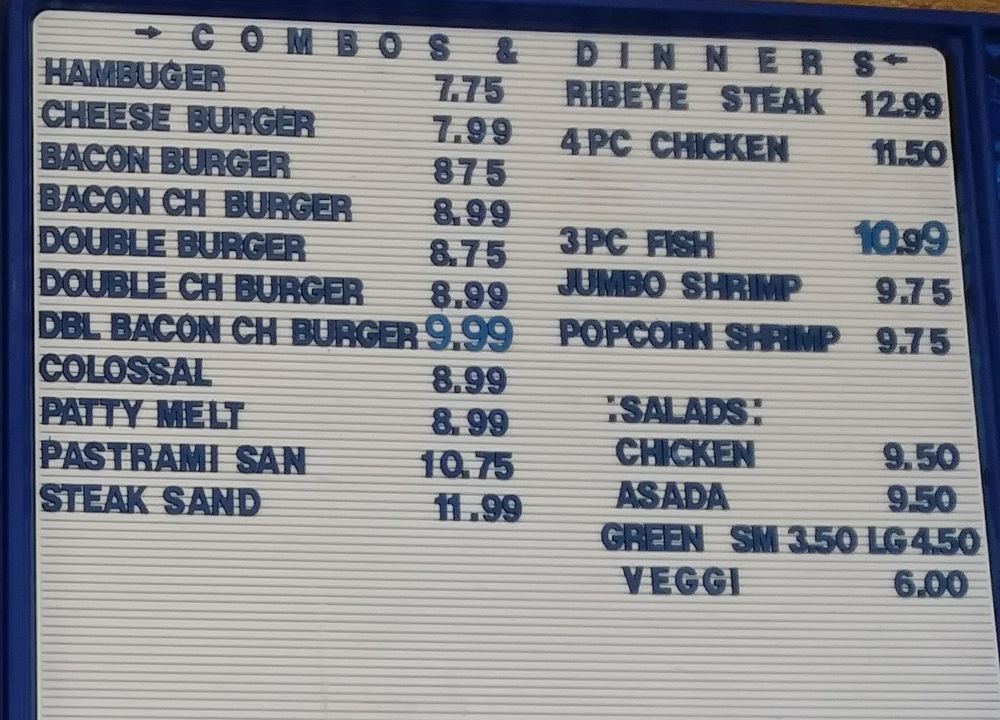 → COMBOS & DINNERS ←
HAMBUGER 7.75
CHEESE BURGER 7.99
BACON BURGER 875
BACON CH BURGER 8.99
DOUBLE BURGER 8.75
DOUBLE CH BURGER 8.99
DBL BACON CH BURGER 9.99
COLOSSAL 8.99
PATTY MELT 8.99
PASTRAMI SAN 10.75
STEAK SAND 11.99
RIBEYE STEAK 12.99
4 PC CHICKEN 11.50
3 PC FISH 10.99
JUMBO SHRIMP 9.75
POPCORN SHRIMP 9.75
:SALADS:
CHICKEN 9.50
ASADA 9.50
GREEN SM 3.50 LG 4.50
VEGGI 6.00